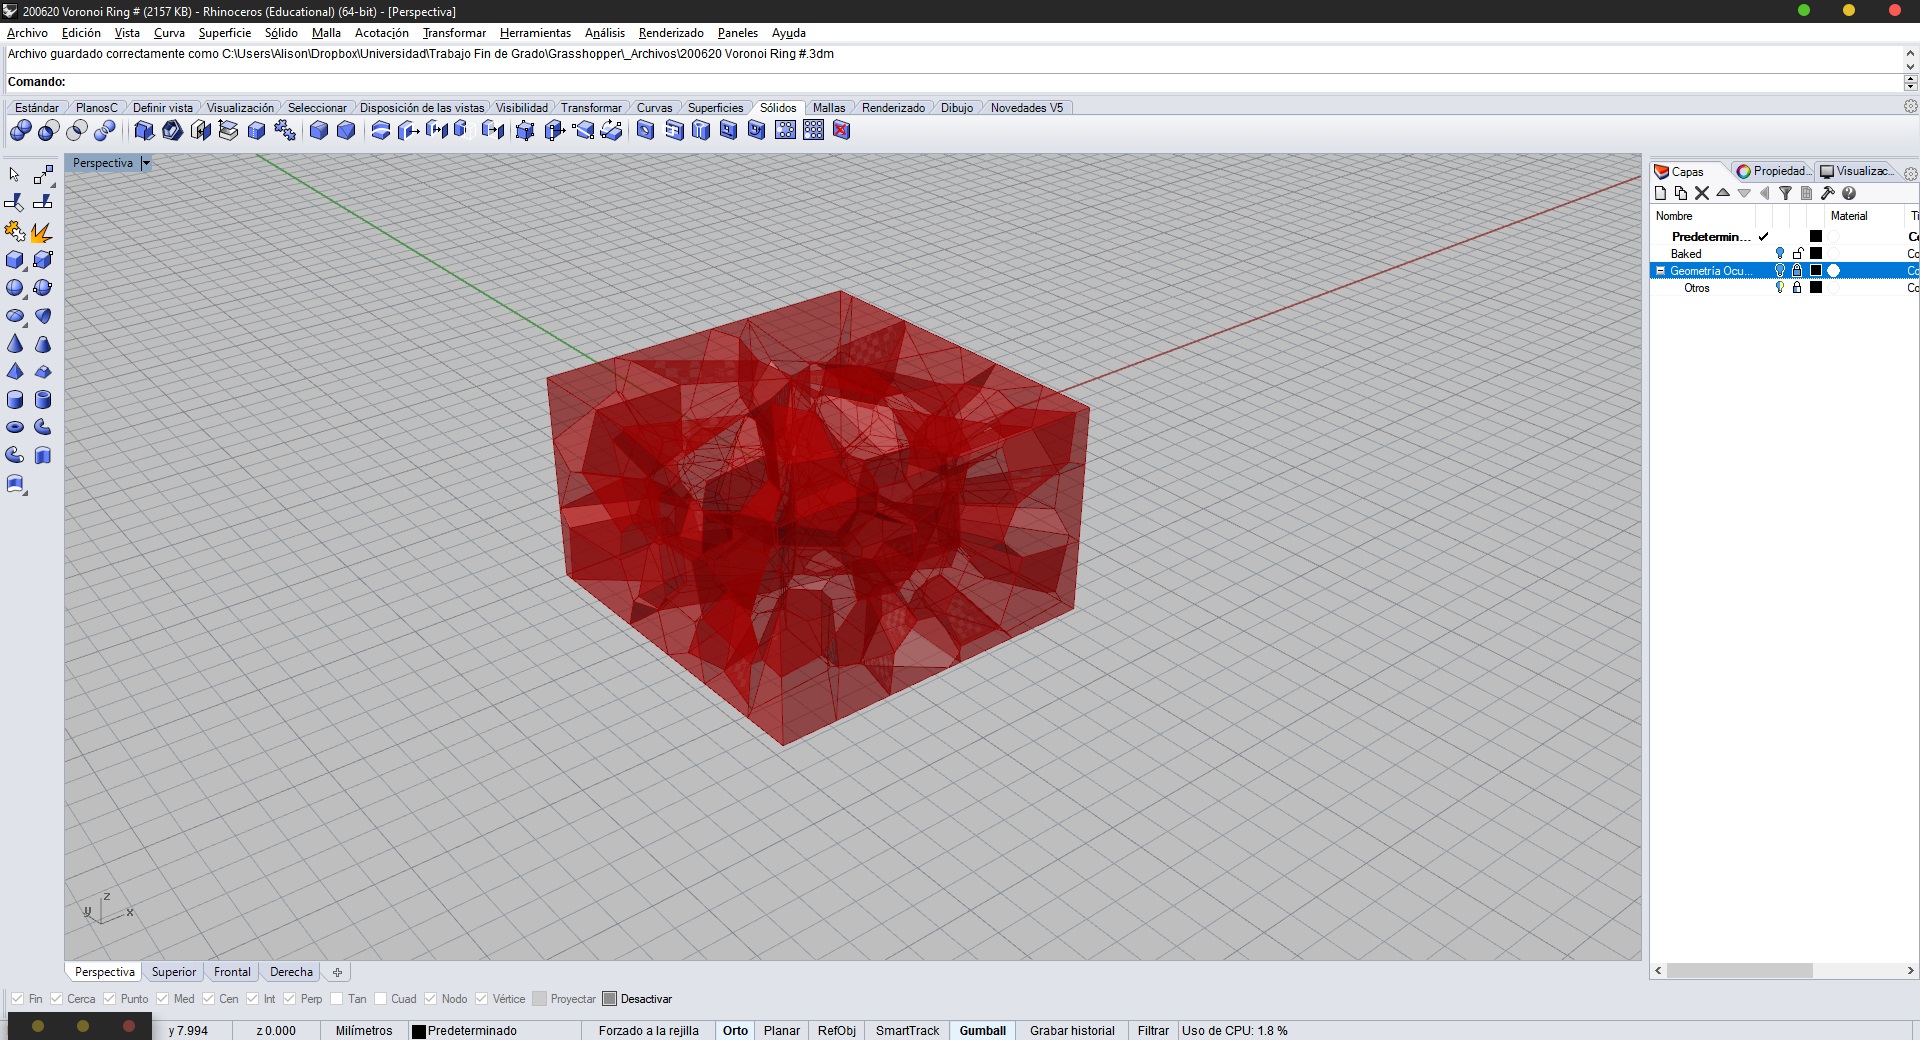 200620 Voronoi Ring # (2157 KB) - Rhinoceros (Educational) (64-bit) - [Perspectiva]
Archivo Edición Vista Curva Superficie Sólido Malla Acotación Transformar Herramientas Análisis Renderizado Paneles Ayuda
Archivo guardado correctamente como C:\Users\Alison\Dropbox\Universidad\Trabajo Fin de Grado\Grasshopper\_Archivos\200620 Voronoi Ring #.3dm
Comando:
Estándar PlanosC Definir vista Visualización Seleccionar Disposición de las vistas Visibilidad Transformar Curvas Superficies Sólidos Mallas Renderizado Dibujo Novedades V5
Perspectiva
Capas Propiedad... Visualizac...
Nombre Material Ti
Predetermin... Co
Baked Co
Geometría Ocu... Co
Otros Co
z
y x
Perspectiva Superior Frontal Derecha
Fin Cerca Punto Med Cen Int Perp Tan Cuad Nodo Vértice Proyectar Desactivar
y 7.994 z 0.000 Milímetros Predeterminado Forzado a la rejilla Orto Planar RefObj SmartTrack Gumball Grabar historial Filtrar Uso de CPU: 1.8 %